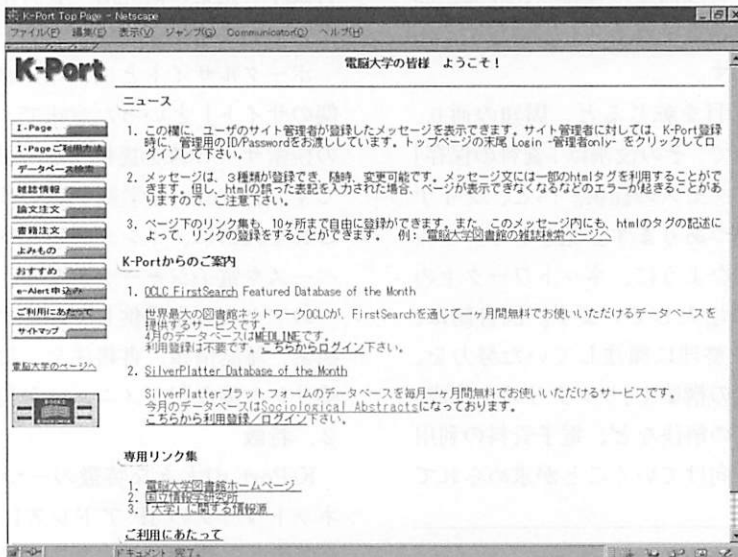 K-Port Top Page - Netscape
ファイル(F) 編集(E) 表示(V) ジャンプ(G) Communicator(C) ヘルプ(H)
K-Port
電脳大学の皆様 ようこそ!
I-Page
I-Pageご利用方法
データベース検索
雑誌情報
論文注文
書籍注文
よみもの
おすすめ
e-Alert申込み
ご利用にあたって
サイトマップ
電脳大学のページへ
ニュース
1. この欄に、ユーザのサイト管理者が登録したメッセージを表示できます。サイト管理者に対しては、K-Port登録
時に、管理用のID/Passwordをお渡ししています。トップページの末尾 Login -管理者only- をクリックしてロ
グインして下さい。
2. メッセージは、3種類が登録でき、随時、変更可能です。メッセージ文には一部のhtmlタグを利用することがで
きます。但し、htmlの誤った表記を入力された場合、ページが表示できなくなるなどのエラーが起きることがあ
りますので、ご注意下さい。
3. ページ下のリンク集も、10ヶ所まで自由に登録ができます。また、このメッセージ内にも、htmlのタグの記述に
よって、リンクの登録をすることができます。 例: 電脳大学図書館の雑誌検索ページへ
K-Portからのご案内
1. OCLC FirstSearch Featured Database of the Month
世界最大の図書館ネットワークOCLCが、FirstSearchを通じて一ヶ月間無料でお使いいただけるデータベースを
提供するサービスです。
4月のデータベースはMEDLINEです。
利用登録は不要です。こちらからログイン下さい。
2. SilverPlatter Database of the Month
SilverPlatterプラットフォームのデータベースを毎月一ヶ月間無料でお使いいただけるサービスです。
今月のデータベースはSociological Abstractsになっております。
こちらから利用登録/ログイン下さい。
専用リンク集
1. 電脳大学図書館ホームページ
2. 国立情報学研究所
3. 「大学」に関する情報源
ご利用にあたって
ドキュメント: 完了。